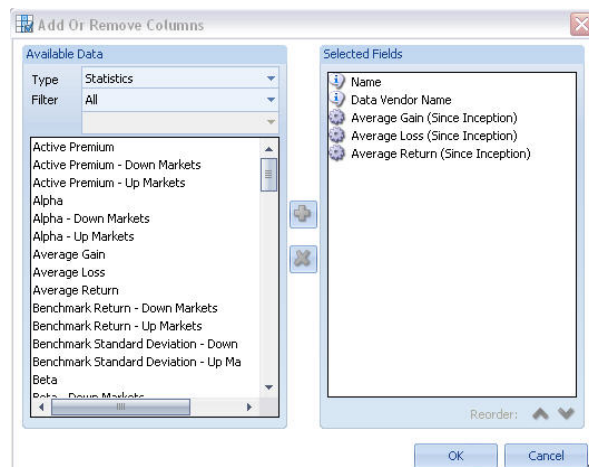 Add Or Remove Columns
Available Data
Type Statistics
Filter All
Active Premium
Active Premium - Down Markets
Active Premium - Up Markets
Alpha
Alpha - Down Markets
Alpha - Up Markets
Average Gain
Average Loss
Average Return
Benchmark Return - Down Markets
Benchmark Return - Up Markets
Benchmark Standard Deviation - Down
Benchmark Standard Deviation - Up Ma
Beta
Beta - Down Markets
Selected Fields
Name
Data Vendor Name
Average Gain (Since Inception)
Average Loss (Since Inception)
Average Return (Since Inception)
Reorder:
OK Cancel